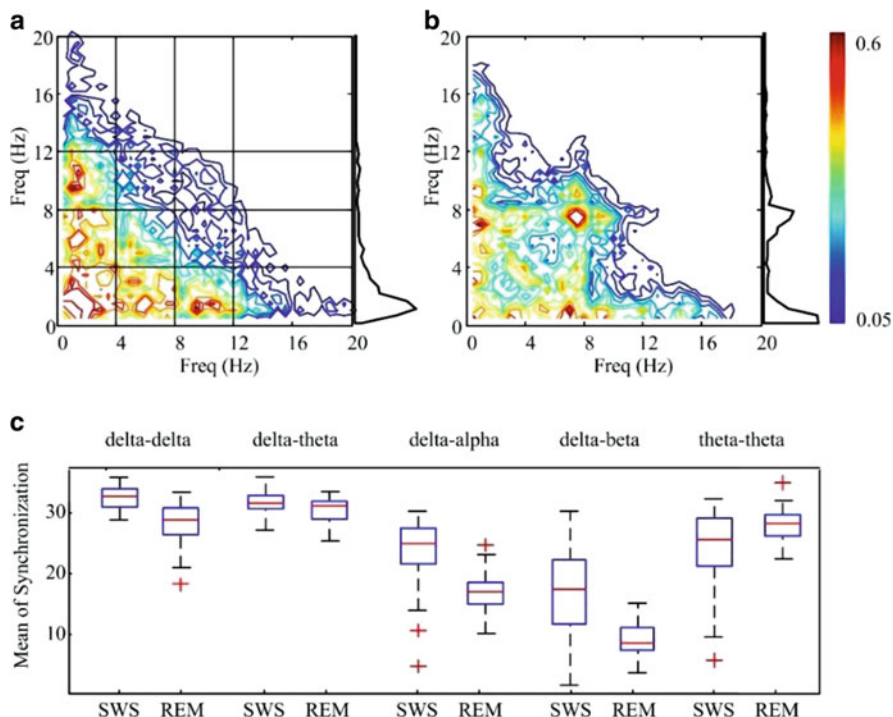 a
b
20
16
12
8
4
0
Freq (Hz)
0 4 8 12 16 20
Freq (Hz)
20
16
12
8
4
0
Freq (Hz)
0 4 8 12 16 20
Freq (Hz)
0.6
0.05
c
delta-delta delta-theta delta-alpha delta-beta theta-theta
Mean of Synchronization
30
20
10
SWS REM SWS REM SWS REM SWS REM SWS REM